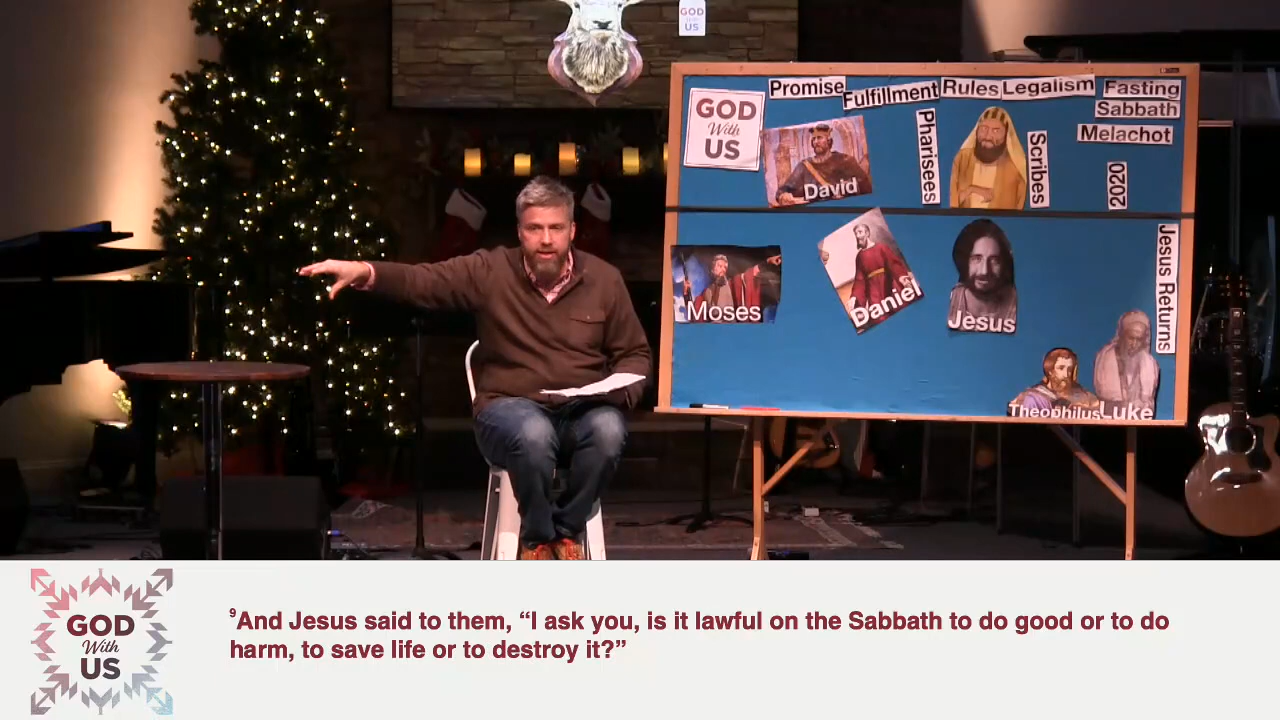 GOD
US
Promise
Fulfillment
Rules
Legalism
Fasting
Sabbath
Melachot
GOD
With
US
Pharisees
Scribes
2020
David
Moses
Daniel
Jesus
Jesus Returns
Theophilus
Luke
GOD
With
US
⁹And Jesus said to them, “I ask you, is it lawful on the Sabbath to do good or to do
harm, to save life or to destroy it?”